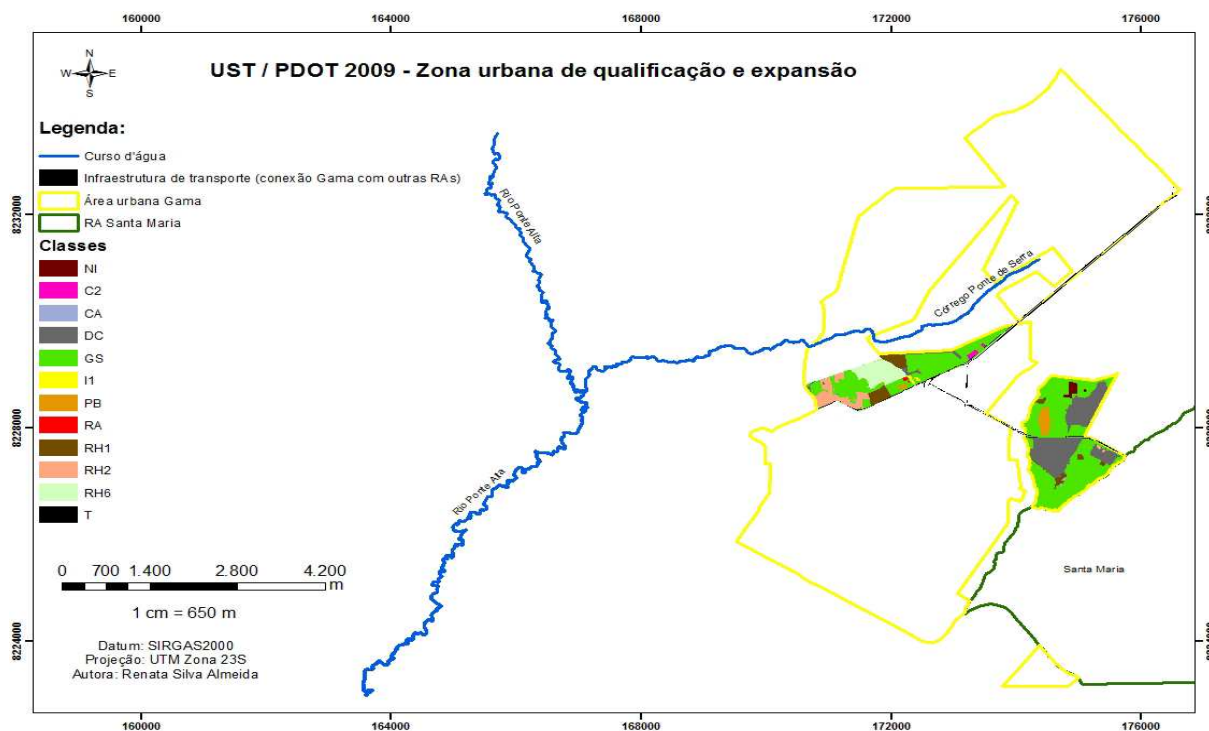 160000 164000 168000 172000 176000
N
W E
S
UST / PDOT 2009 - Zona urbana de qualificação e expansão
Legenda:
Curso d'água
Infraestrutura de transporte (conexão Gama com outras RAs)
Área urbana Gama
RA Santa Maria
Classes
NI
C2
CA
DC
GS
I1
PB
RA
RH1
RH2
RH6
T
Rio Ponte Alta
Córrego Ponte de Serra
Rio Ponte Alta
Santa Maria
8232000
8228000
8224000
8232000
8228000
8224000
0 700 1.400 2.800 4.200
m
1 cm = 650 m
Datum: SIRGAS2000
Projeção: UTM Zona 23S
Autora: Renata Silva Almeida
160000 164000 168000 172000 176000